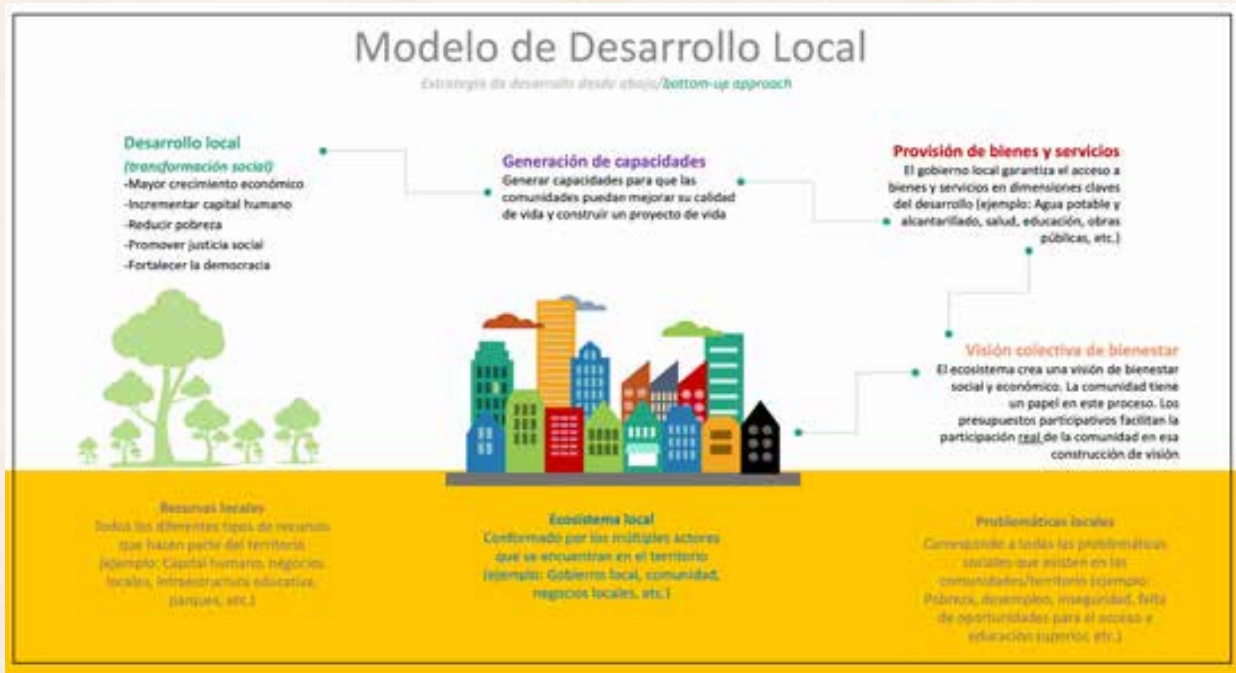 Modelo de Desarrollo Local
Estrategia de desarrollo desde abajo/bottom-up approach
Desarrollo local
(transformación social)
-Mayor crecimiento económico
-Incrementar capital humano
-Reducir pobreza
-Promover justicia social
-Fortalecer la democracia
Generación de capacidades
Generar capacidades para que las
comunidades puedan mejorar su calidad
de vida y construir un proyecto de vida
Provisión de bienes y servicios
El gobierno local garantiza el acceso a
bienes y servicios en dimensiones claves
del desarrollo (ejemplo: Agua potable y
alcantarillado, salud, educación, obras
públicas, etc.)
Visión colectiva de bienestar
El ecosistema crea una visión de bienestar
social y económico. La comunidad tiene
un papel en este proceso. Los
presupuestos participativos facilitan la
participación real de la comunidad en esa
construcción de visión
Recursos locales
Todos los diferentes tipos de recursos
que hacen parte del territorio
(ejemplo: Capital humano, negocios
locales, infraestructura educativa,
parques, etc.)
Ecosistema local
Conformado por los múltiples actores
que se encuentran en el territorio
(ejemplo: Gobierno local, comunidad,
negocios locales, etc.)
Problemáticas locales
Corresponde a todas las problemáticas
sociales que existen en las
comunidades/territorio (ejemplo:
Pobreza, desempleo, inseguridad, falta
de oportunidades para el acceso a
educación superior, etc.)